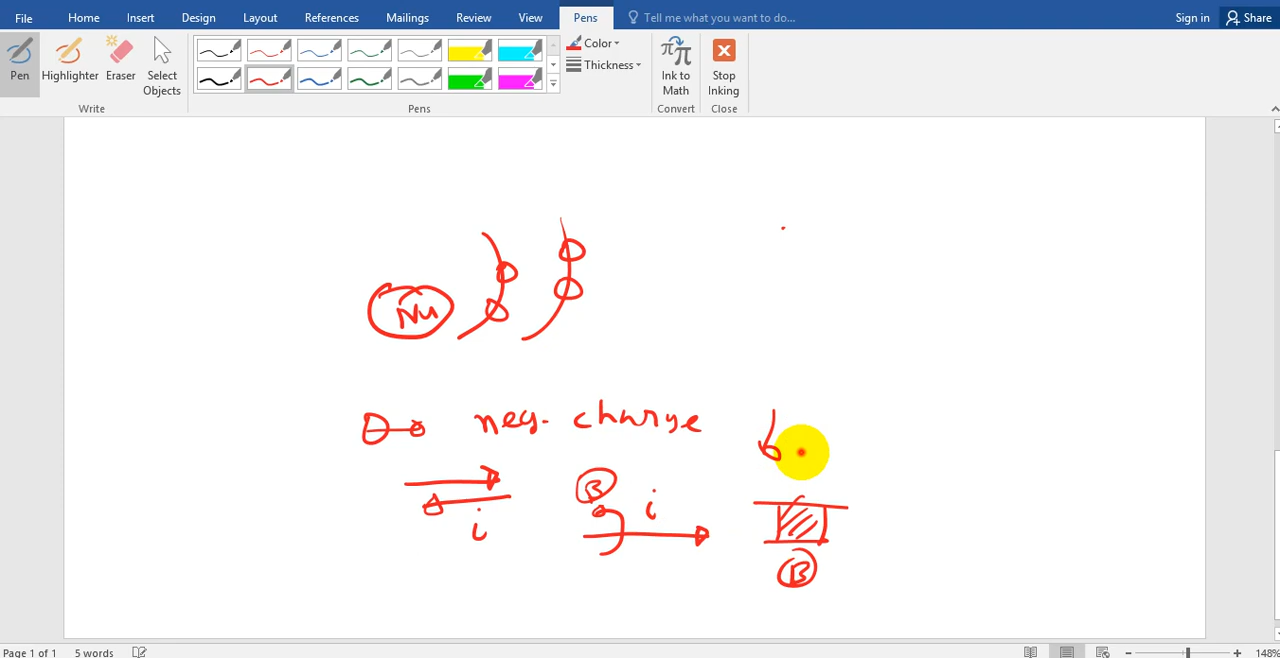 File Home Insert Design Layout References Mailings Review View Pens Tell me what you want to do... Sign in Share
Pen Highlighter Eraser Select Objects Color Thickness Ink to Math Stop Inking
Write Pens Convert Close
Nu
neg. charge
B
i i
B
Page 1 of 1 5 words 148%